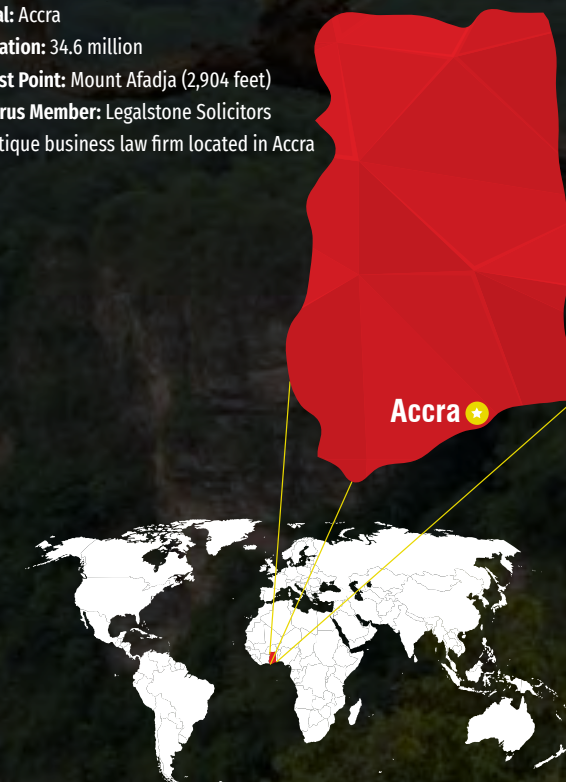 al: Accra
ation: 34.6 million
st Point: Mount Afadja (2,904 feet)
rus Member: Legalstone Solicitors
tique business law firm located in Accra
Accra